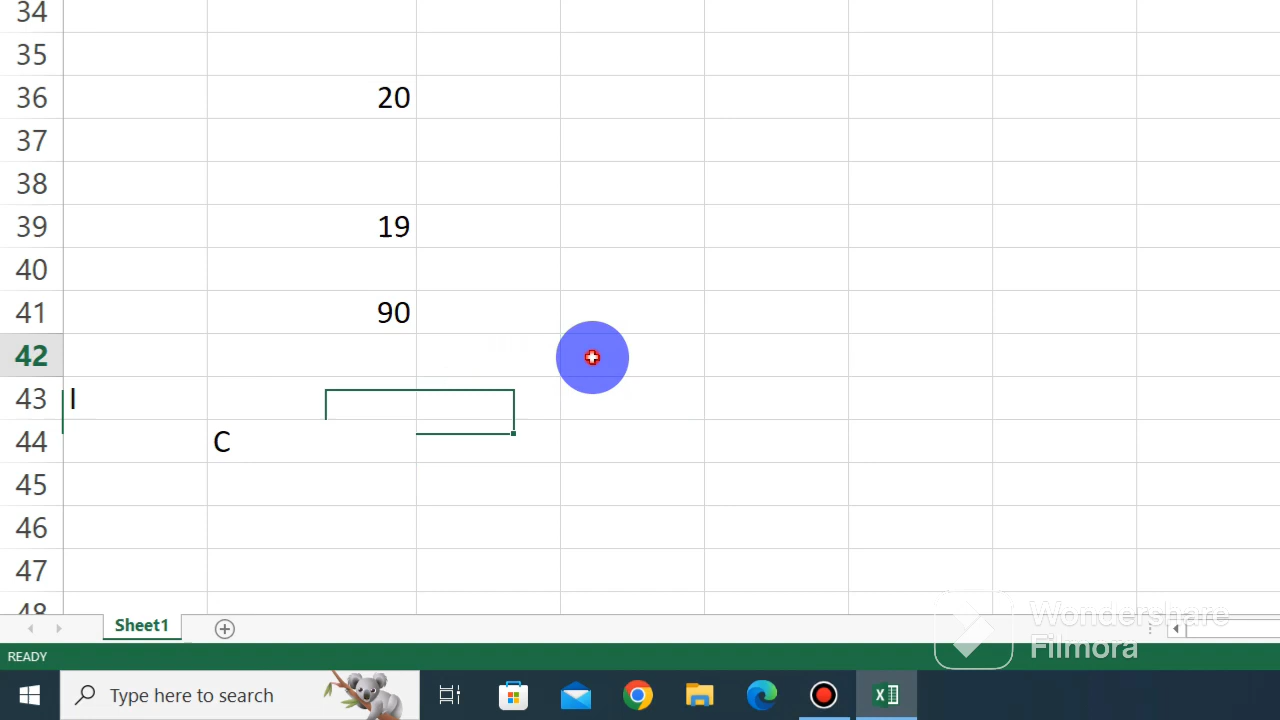 34
35
36 20
37
38
39 19
40
41 90
42
43 I
44 C
45
46
47
48
Sheet1
Wondershare
Filmora
READY
Type here to search